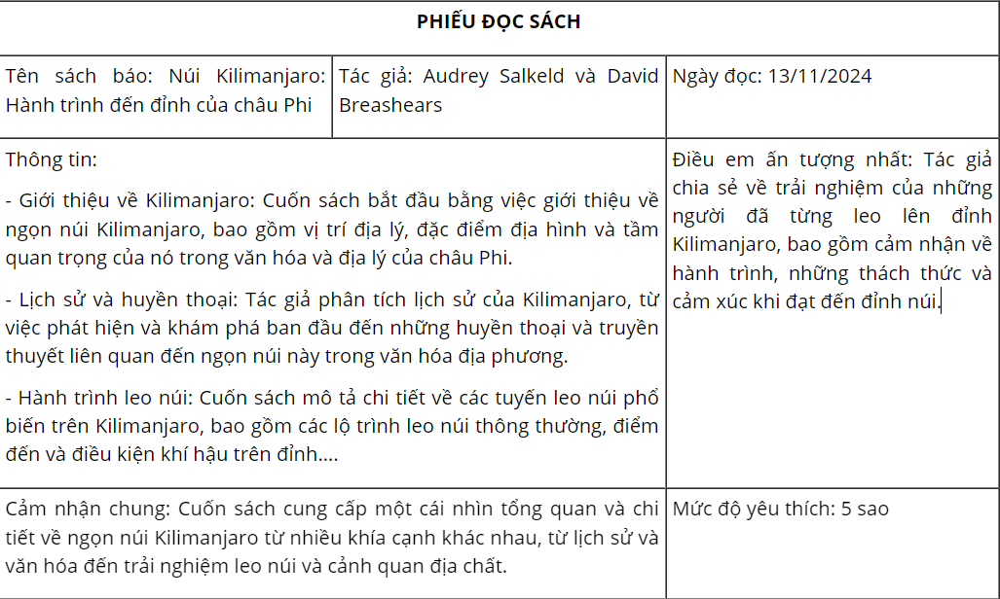 PHIẾU ĐỌC SÁCH
Tên sách báo: Núi Kilimanjaro:
Hành trình đến đỉnh của châu Phi
Tác giả: Audrey Salkeld và David
Breashears
Ngày đọc: 13/11/2024
Thông tin:
- Giới thiệu về Kilimanjaro: Cuốn sách bắt đầu bằng việc giới thiệu về
ngọn núi Kilimanjaro, bao gồm vị trí địa lý, đặc điểm địa hình và tầm
quan trọng của nó trong văn hóa và địa lý của châu Phi.
- Lịch sử và huyền thoại: Tác giả phân tích lịch sử của Kilimanjaro, từ
việc phát hiện và khám phá ban đầu đến những huyền thoại và truyền
thuyết liên quan đến ngọn núi này trong văn hóa địa phương.
- Hành trình leo núi: Cuốn sách mô tả chi tiết về các tuyến leo núi phổ
biến trên Kilimanjaro, bao gồm các lộ trình leo núi thông thường, điểm
đến và điều kiện khí hậu trên đỉnh....
Điều em ấn tượng nhất: Tác giả
chia sẻ về trải nghiệm của những
người đã từng leo lên đỉnh
Kilimanjaro, bao gồm cảm nhận về
hành trình, những thách thức và
cảm xúc khi đạt đến đỉnh núi.
Cảm nhận chung: Cuốn sách cung cấp một cái nhìn tổng quan và chi
tiết về ngọn núi Kilimanjaro từ nhiều khía cạnh khác nhau, từ lịch sử và
văn hóa đến trải nghiệm leo núi và cảnh quan địa chất.
Mức độ yêu thích: 5 sao